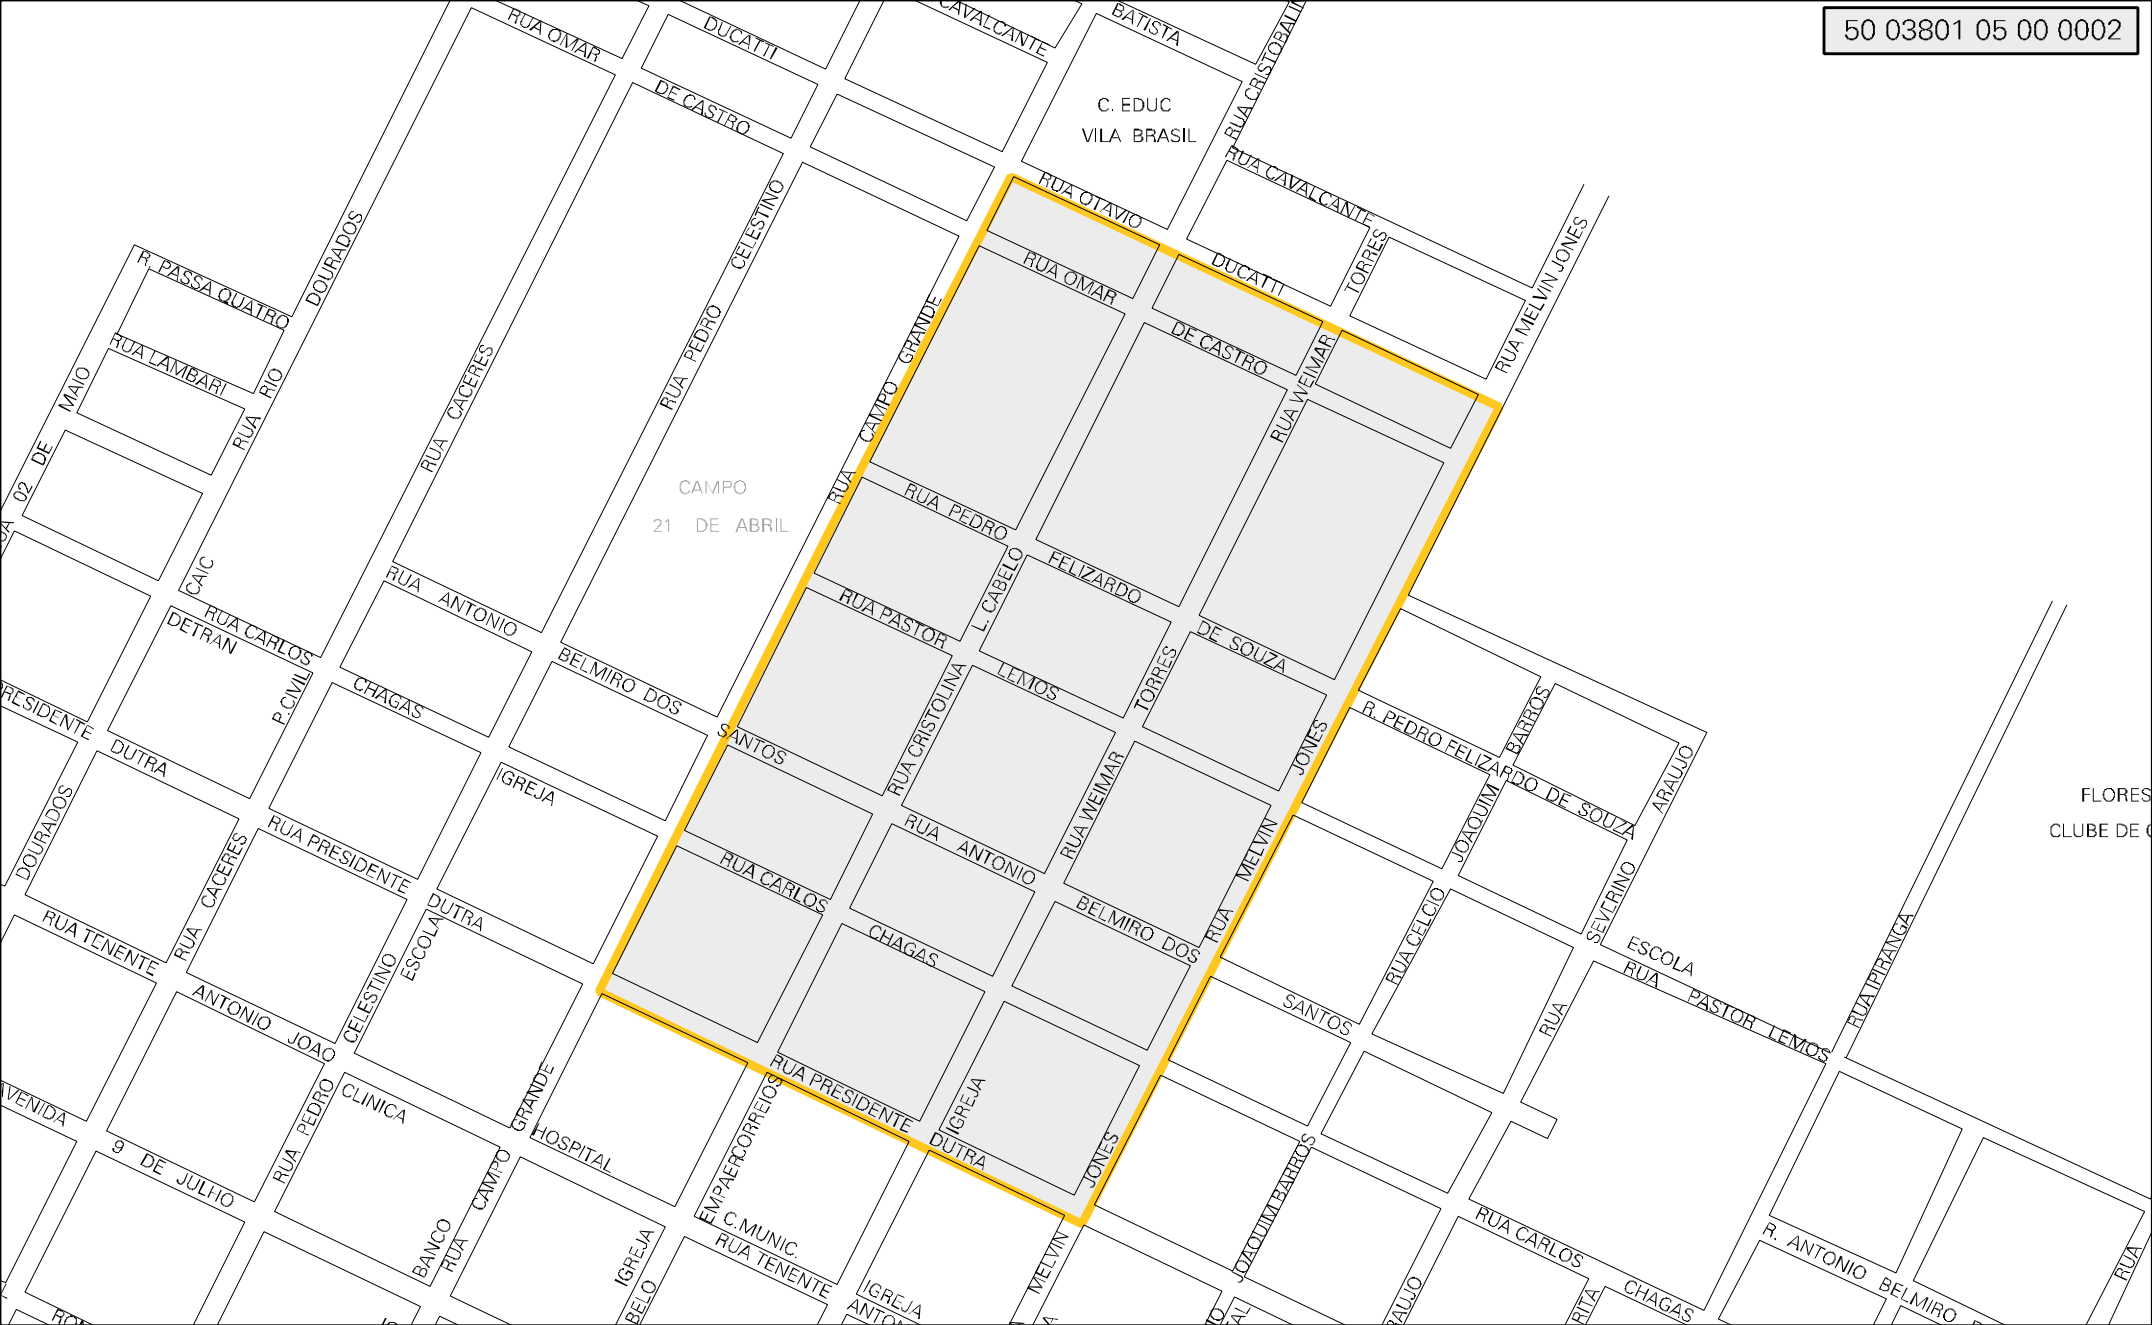 50 03801 05 00 0002
RUA OMAR
DUCATTI
CAVALCANTE
BATISTA
DE CASTRO
C. EDUC
VILA BRASIL
RUA CAVALCANTE
TORRES
RUA MELVIN JONES
RUA OTAVIO
DUCATTI
R. PASSA QUATRO
RUA LAMBARI
02 DE MAIO
RUA RIO DOURADOS
RUA CACERES
RUA PEDRO CELESTINO
RUA CAMPO GRANDE
CAMPO
21 DE ABRIL
RUA OMAR
DE CASTRO
RUA WEIMAR
RUA PEDRO
FELIZARDO
DE SOUZA
L. CABELO
RUA PASTOR
LEMOS
TORRES
RUA CRISTOLINA
RUA WEIMAR
JONES
RUA MELVIN
CAIC
RUA CARLOS
DETRAN
P.CIVIL
CHAGAS
RUA ANTONIO
BELMIRO DOS
SANTOS
RUA ANTONIO
BELMIRO DOS
SANTOS
RUA CARLOS
CHAGAS
R. PEDRO FELIZARDO DE SOUZA
JOAQUIM BARROS
SEVERINO ARAUJO
RUA
RUA CELCIO
ESCOLA
RUA PASTOR LEMOS
RUA IPIRANGA
FLORES
CLUBE DE
PRESIDENTE
DUTRA
DOURADOS
RUA CACERES
RUA PRESIDENTE
DUTRA
IGREJA
ESCOLA
RUA TENENTE
ANTONIO JOAO
RUA PEDRO CELESTINO
CLINICA
AVENIDA
9 DE JULHO
RUA CAMPO GRANDE
HOSPITAL
BANCO
IGREJA
CORREIOS
EMPAER
C.MUNIC.
RUA TENENTE
RUA PRESIDENTE
DUTRA
IGREJA
JONES
MELVIN
IGREJA
JOAQUIM BARROS
RUA CARLOS
CHAGAS
R. ANTONIO BELMIRO
RUA